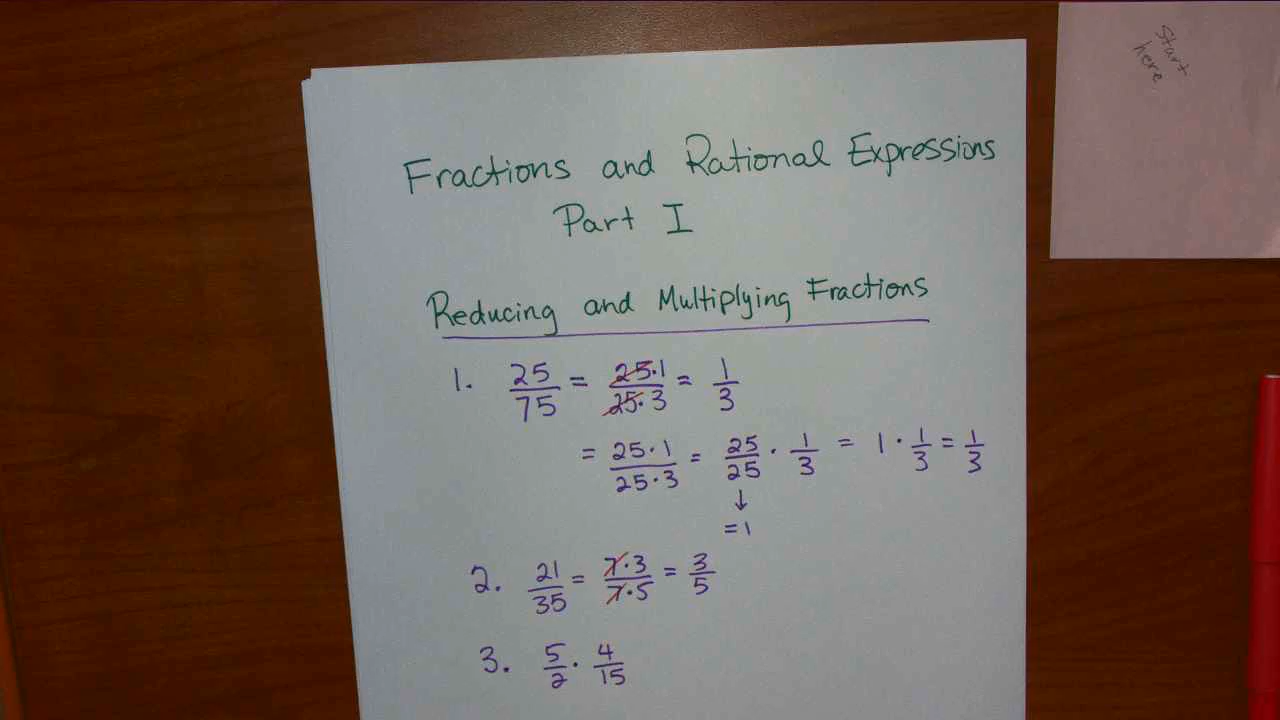 Fractions and Rational Expressions
Part I
Reducing and Multiplying Fractions
1. 25/75 = 25·1/25·3 = 1/3
= 25·1/25·3 = 25/25 · 1/3 = 1 · 1/3 = 1/3
↓
=1
2. 21/35 = 7·3/7·5 = 3/5
3. 5/2 · 4/15
Start
here